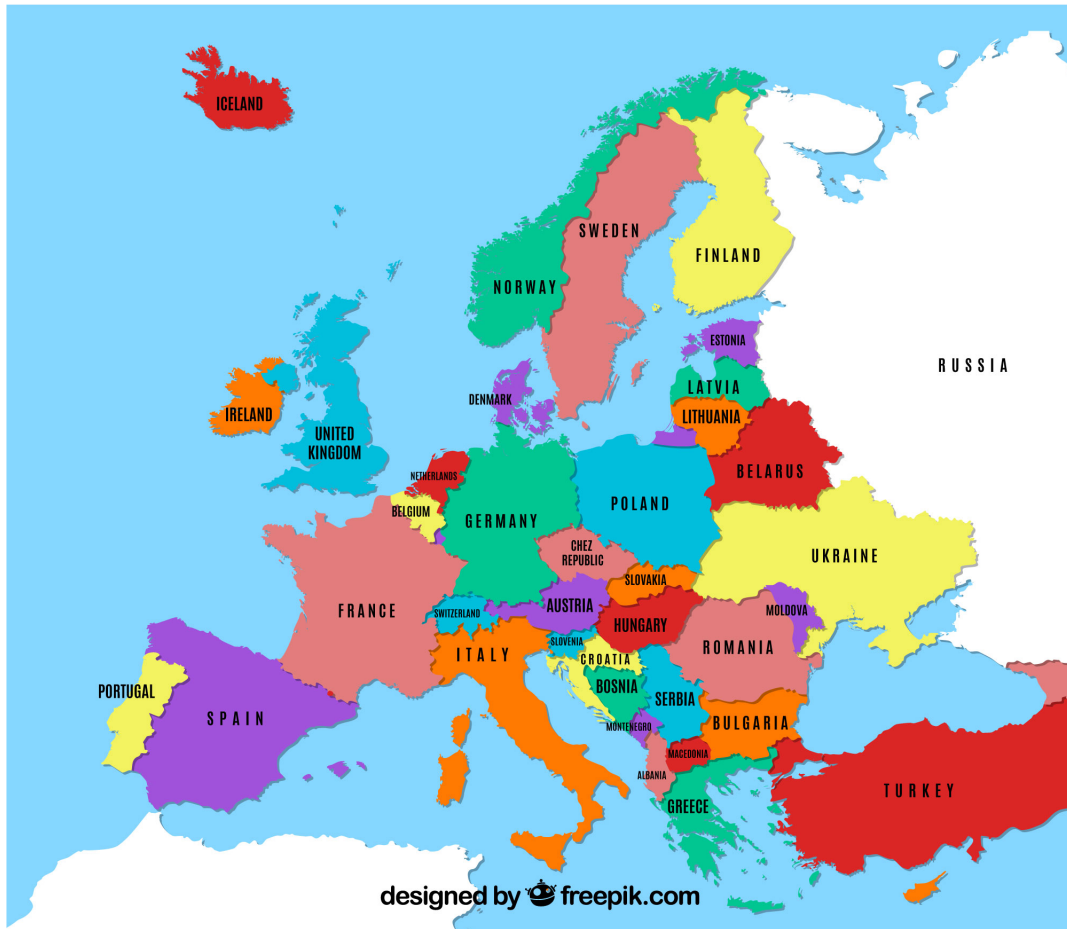 ICELAND
SWEDEN
FINLAND
NORWAY
ESTONIA
RUSSIA
LATVIA
DENMARK
IRELAND
LITHUANIA
UNITED
KINGDOM
BELARUS
NETHERLANDS
POLAND
BELGIUM
GERMANY
CHEZ
REPUBLIC
UKRAINE
SLOVAKIA
FRANCE
SWITZERLAND
AUSTRIA
MOLDOVA
HUNGARY
SLOVENIA
ITALY
CROATIA
ROMANIA
BOSNIA
PORTUGAL
SERBIA
SPAIN
MONTENEGRO
BULGARIA
MACEDONIA
ALBANIA
TURKEY
GREECE
designed by freepik.com